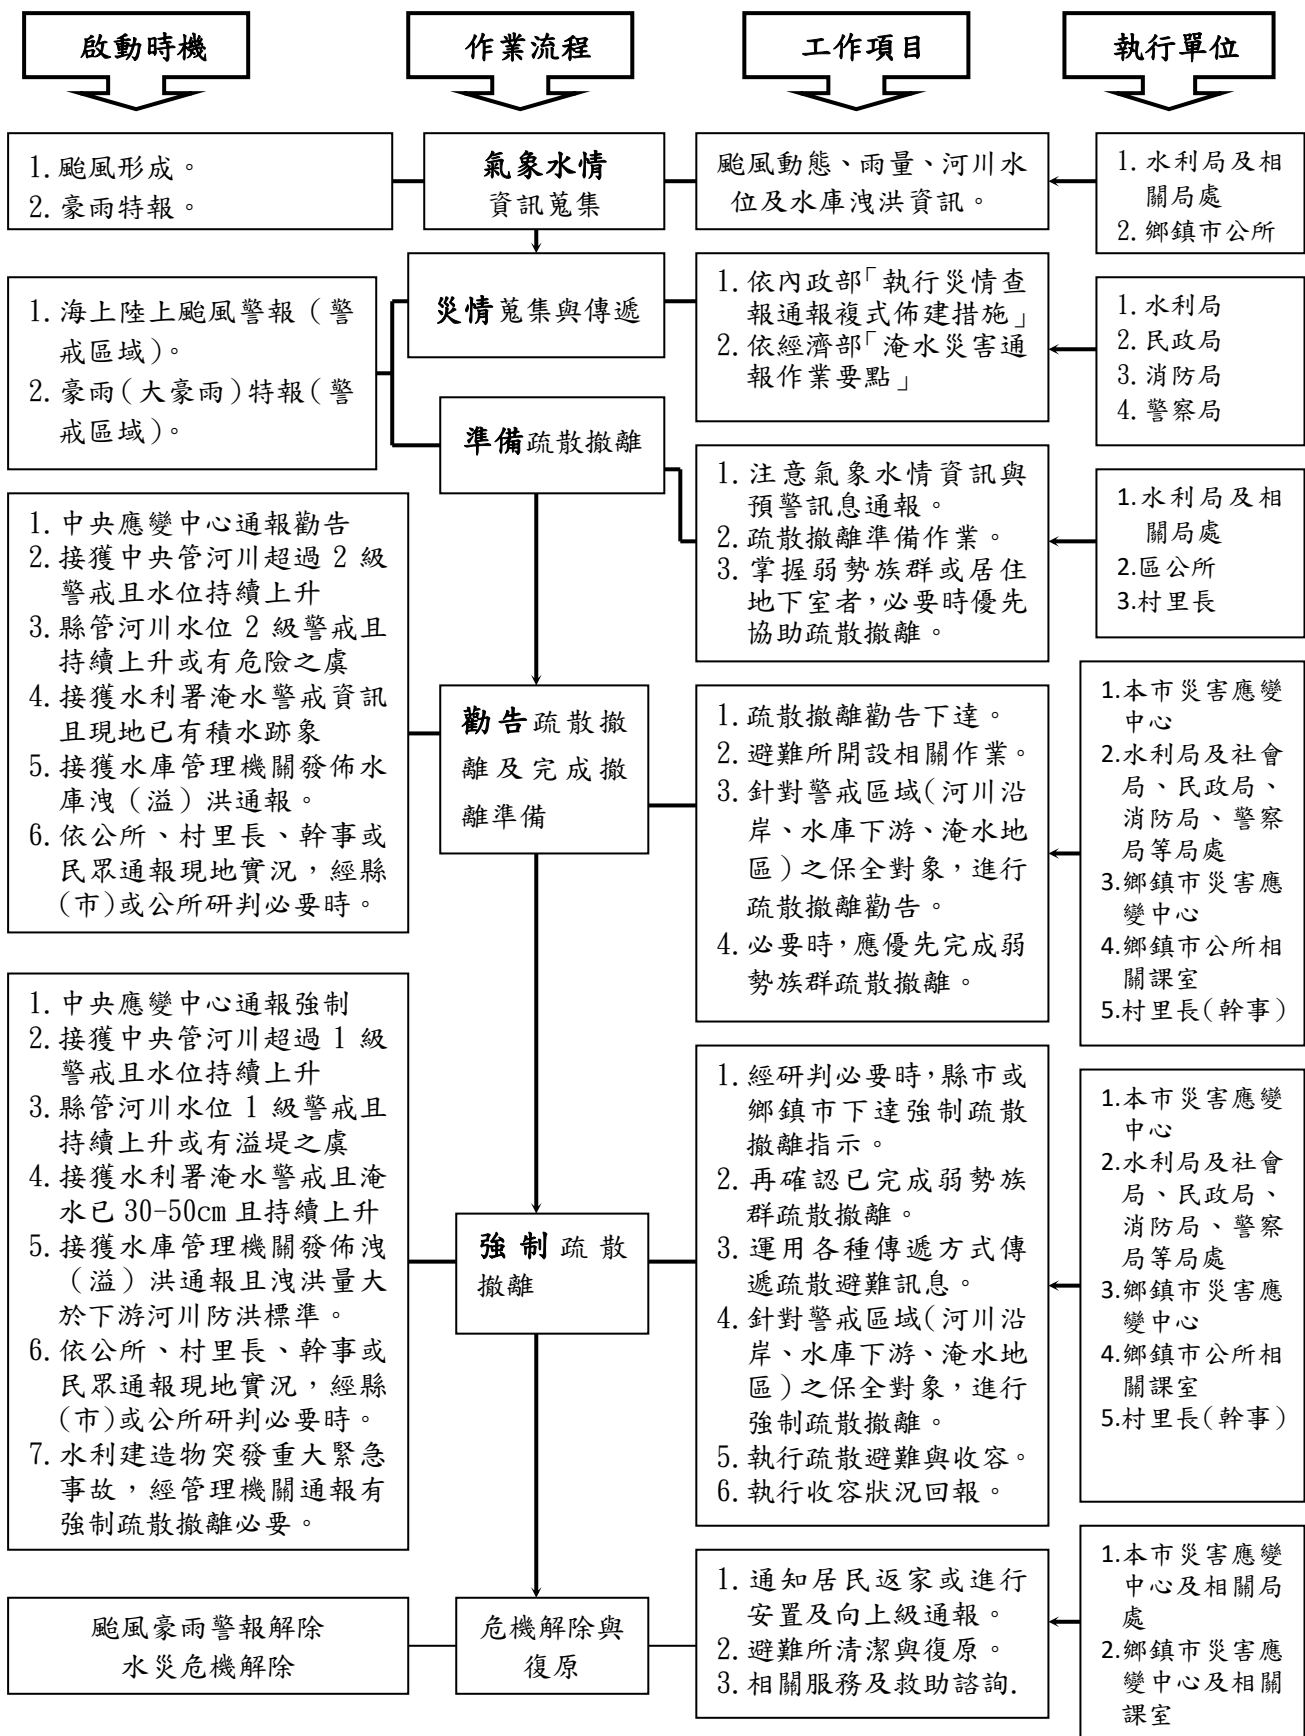 啟動時機
作業流程
工作項目
執行單位
1. 颱風形成。
2. 豪雨特報。
氣象水情
資訊蒐集
颱風動態、雨量、河川水
位及水庫洩洪資訊。
1. 水利局及相
關局處
2. 鄉鎮市公所
1. 海上陸上颱風警報（警
戒區域）。
2. 豪雨(大豪雨)特報(警
戒區域)。
災情蒐集與傳遞
1. 依內政部「執行災情查
報通報複式佈建措施」
2. 依經濟部「淹水災害通
報作業要點」
1. 水利局
2. 民政局
3. 消防局
4. 警察局
準備疏散撤離
1. 注意氣象水情資訊與
預警訊息通報。
2. 疏散撤離準備作業。
3. 掌握弱勢族群或居住
地下室者，必要時優先
協助疏散撤離。
1.水利局及相
關局處
2.區公所
3.村里長
1. 中央應變中心通報勸告
2. 接獲中央管河川超過 2 級
警戒且水位持續上升
3. 縣管河川水位 2 級警戒且
持續上升或有危險之虞
4. 接獲水利署淹水警戒資訊
且現地已有積水跡象
5. 接獲水庫管理機關發佈水
庫洩（溢）洪通報。
6. 依公所、村里長、幹事或
民眾通報現地實況，經縣
(市)或公所研判必要時。
勸告疏散撤
離及完成撤
離準備
1. 疏散撤離勸告下達。
2. 避難所開設相關作業。
3. 針對警戒區域(河川沿
岸、水庫下游、淹水地
區）之保全對象，進行
疏散撤離勸告。
4. 必要時，應優先完成弱
勢族群疏散撤離。
1.本市災害應變
中心
2.水利局及社會
局、民政局、
消防局、警察
局等局處
3.鄉鎮市災害應
變中心
4.鄉鎮市公所相
關課室
5.村里長(幹事)
1. 中央應變中心通報強制
2. 接獲中央管河川超過 1 級
警戒且水位持續上升
3. 縣管河川水位 1 級警戒且
持續上升或有溢堤之虞
4. 接獲水利署淹水警戒且淹
水已 30-50cm 且持續上升
5. 接獲水庫管理機關發佈洩
（溢）洪通報且洩洪量大
於下游河川防洪標準。
6. 依公所、村里長、幹事或
民眾通報現地實況，經縣
(市)或公所研判必要時。
7. 水利建造物突發重大緊急
事故，經管理機關通報有
強制疏散撤離必要。
強制疏散
撤離
1. 經研判必要時，縣市或
鄉鎮市下達強制疏散
撤離指示。
2. 再確認已完成弱勢族
群疏散撤離。
3. 運用各種傳遞方式傳
遞疏散避難訊息。
4. 針對警戒區域(河川沿
岸、水庫下游、淹水地
區）之保全對象，進行
強制疏散撤離。
5. 執行疏散避難與收容。
6. 執行收容狀況回報。
1.本市災害應變
中心
2.水利局及社會
局、民政局、
消防局、警察
局等局處
3.鄉鎮市災害應
變中心
4.鄉鎮市公所相
關課室
5.村里長(幹事)
颱風豪雨警報解除
水災危機解除
危機解除與
復原
1. 通知居民返家或進行
安置及向上級通報。
2. 避難所清潔與復原。
3. 相關服務及救助諮詢.
1.本市災害應變
中心及相關局
處
2.鄉鎮市災害應
變中心及相關
課室